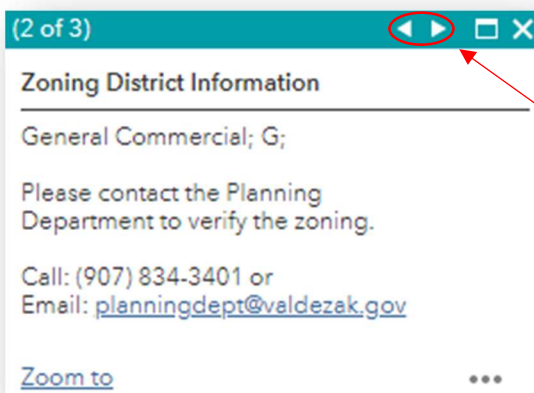 (2 of 3)
Zoning District Information
General Commercial; G;
Please contact the Planning
Department to verify the zoning.
Call: (907) 834-3401 or
Email: planningdept@valdezak.gov
Zoom to